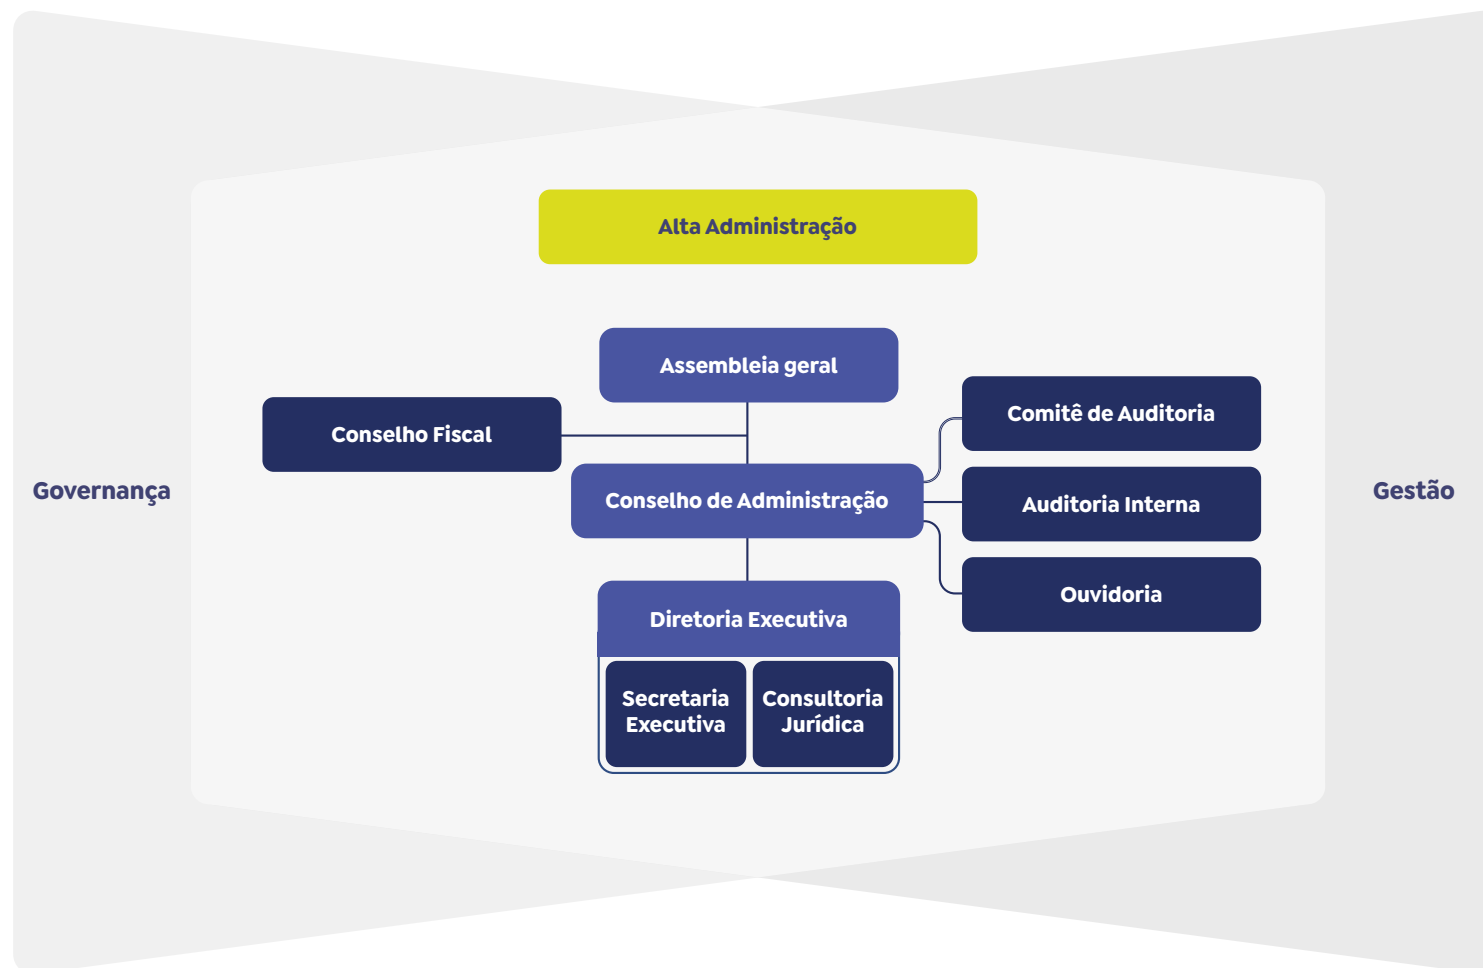 Alta Administração
Assembleia geral
Conselho Fiscal
Comitê de Auditoria
Governança
Conselho de Administração
Auditoria Interna
Gestão
Ouvidoria
Diretoria Executiva
Secretaria
Executiva
Consultoria
Jurídica